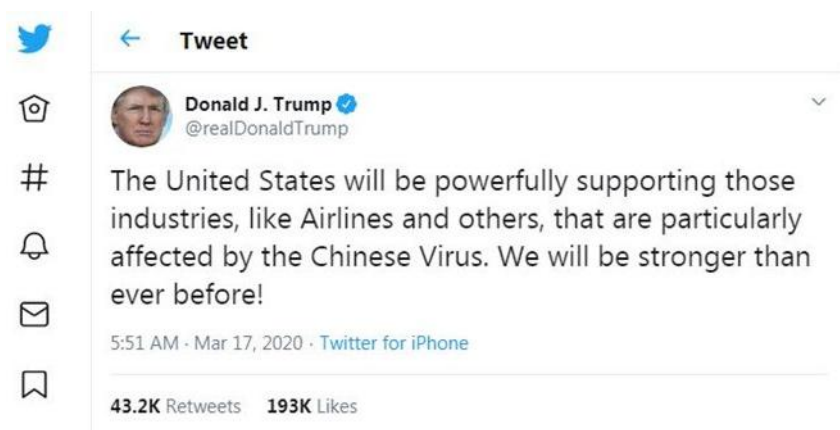 Tweet
Donald J. Trump
@realDonaldTrump
The United States will be powerfully supporting those
industries, like Airlines and others, that are particularly
affected by the Chinese Virus. We will be stronger than
ever before!
5:51 AM · Mar 17, 2020 · Twitter for iPhone
43.2K Retweets 193K Likes